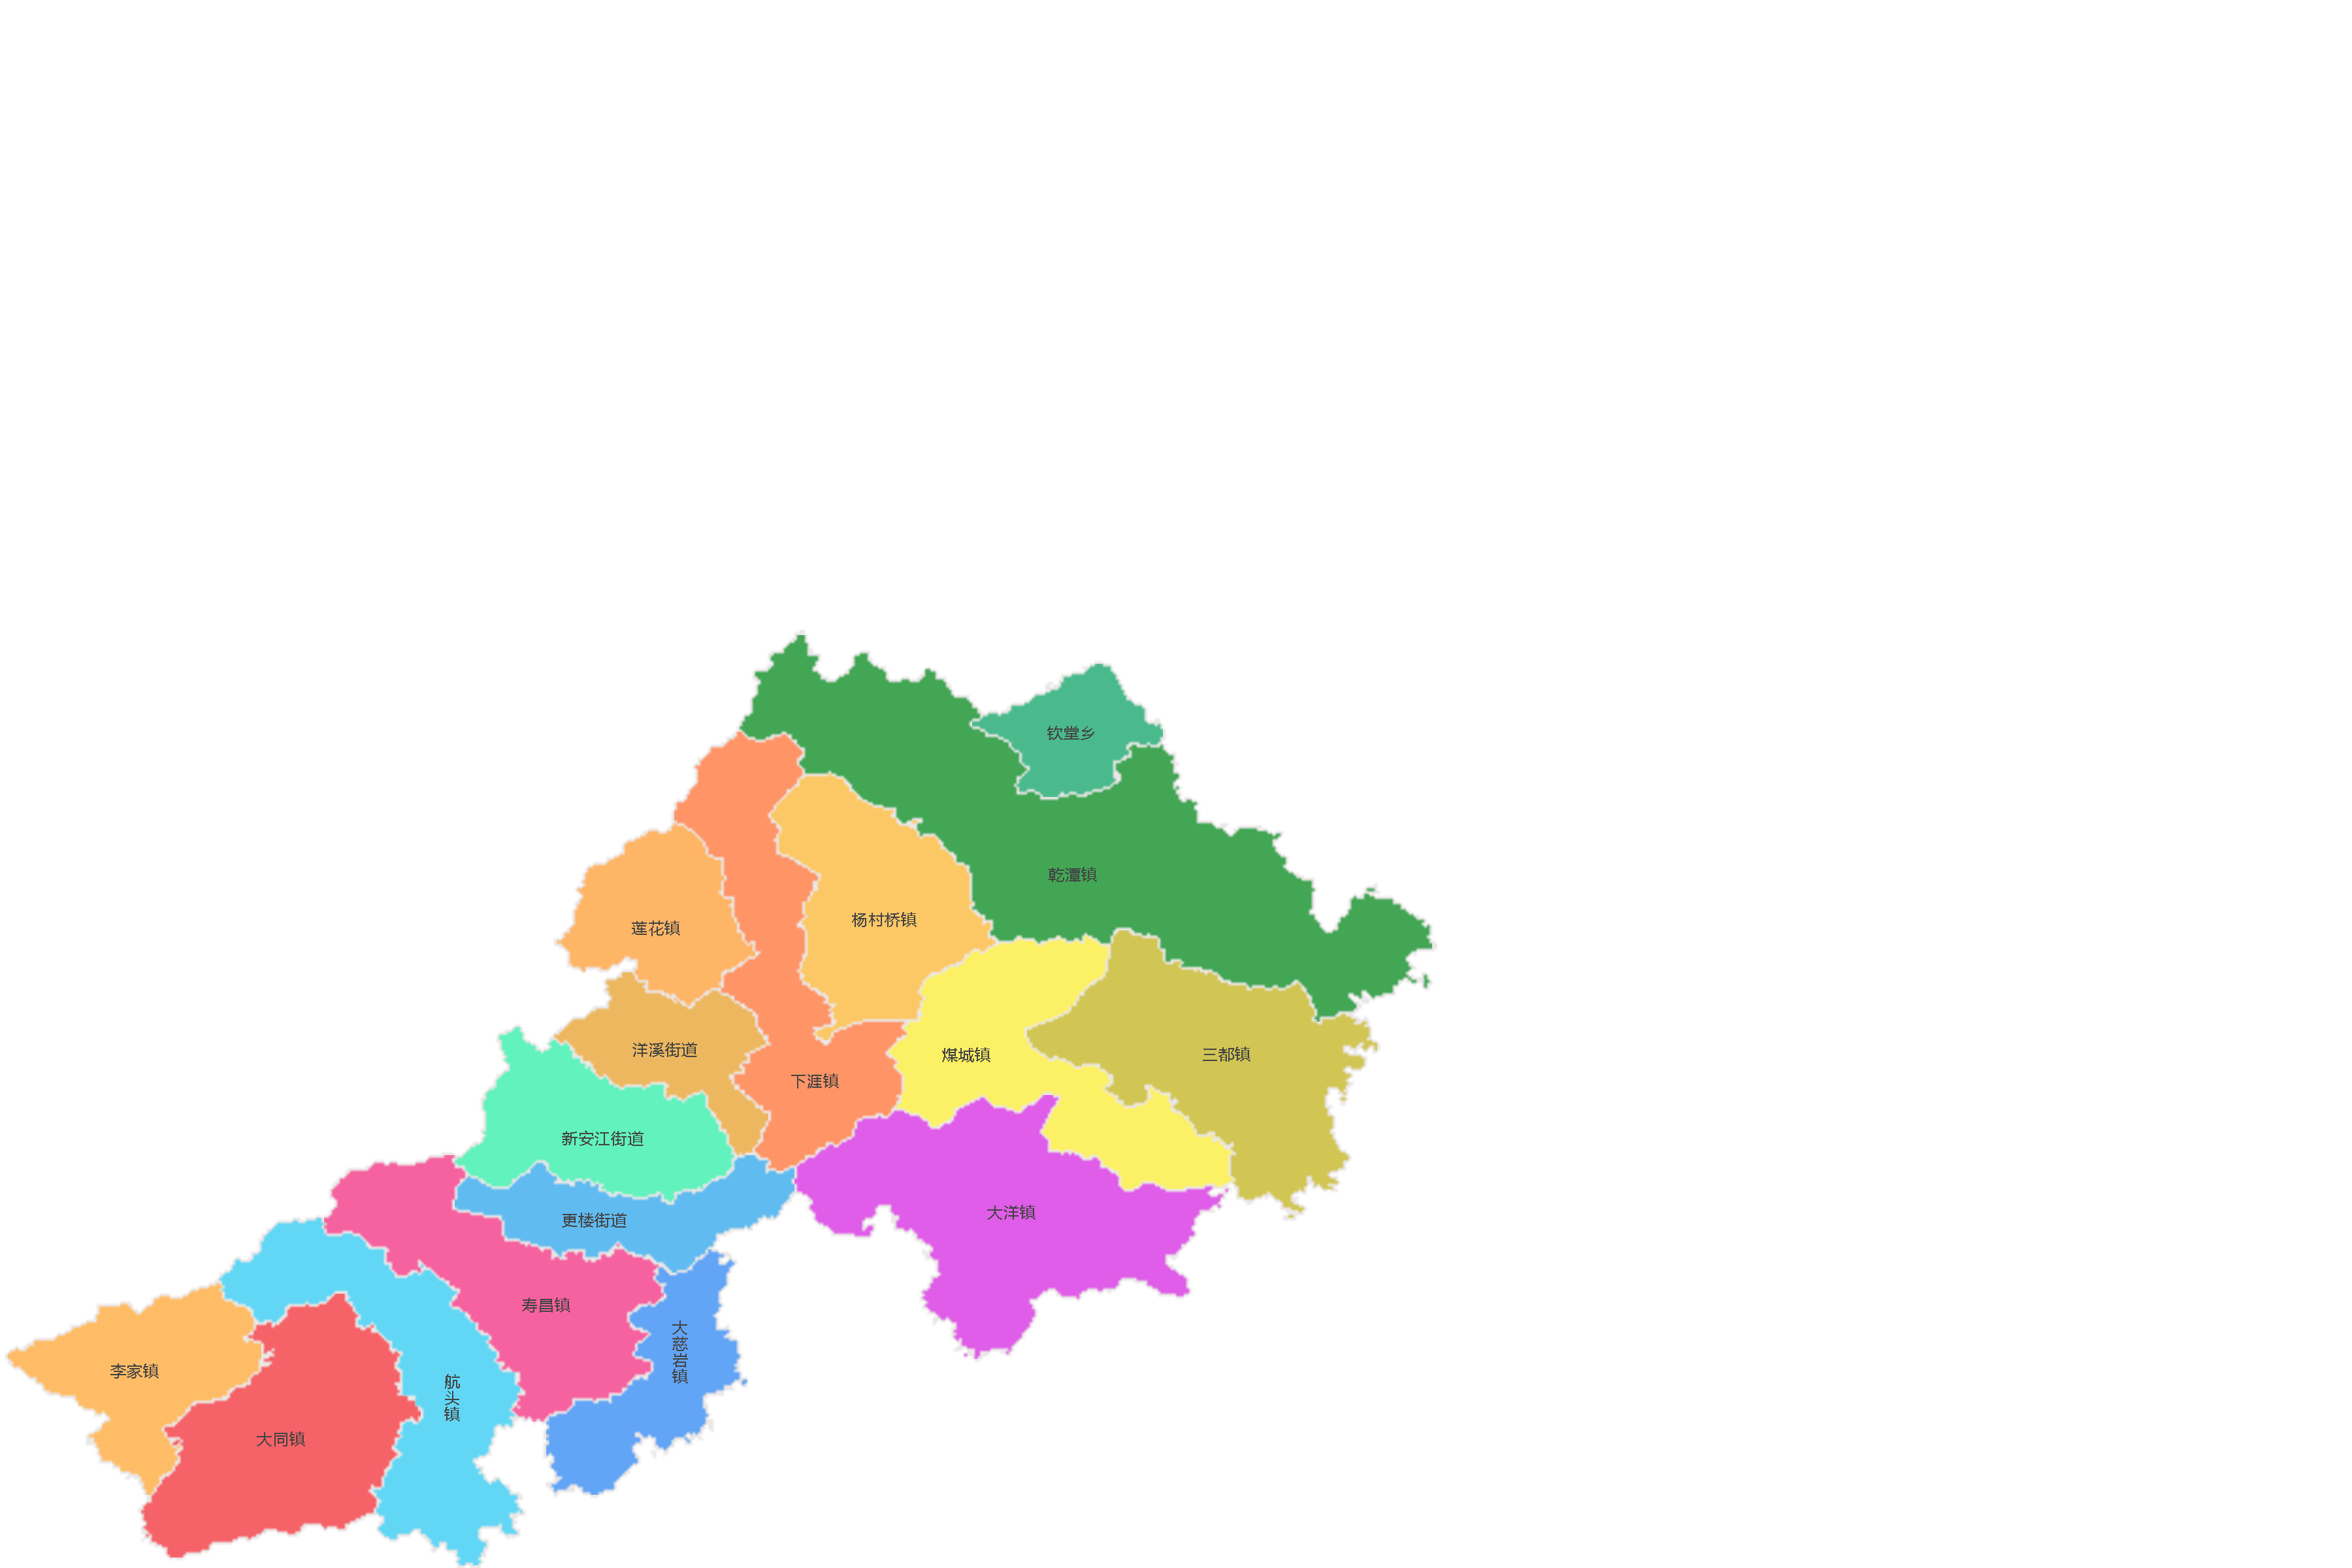 钦堂乡
乾潭镇
杨村桥镇
莲花镇
洋溪街道
煤城镇
三都镇
下涯镇
新安江街道
大洋镇
更楼街道
寿昌镇
大慈岩镇
李家镇
航头镇
大同镇